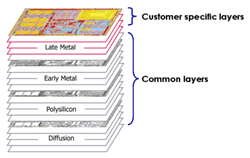 Customer specific layers
Late Metal
Early Metal
Common layers
Polysilicon
Diffusion